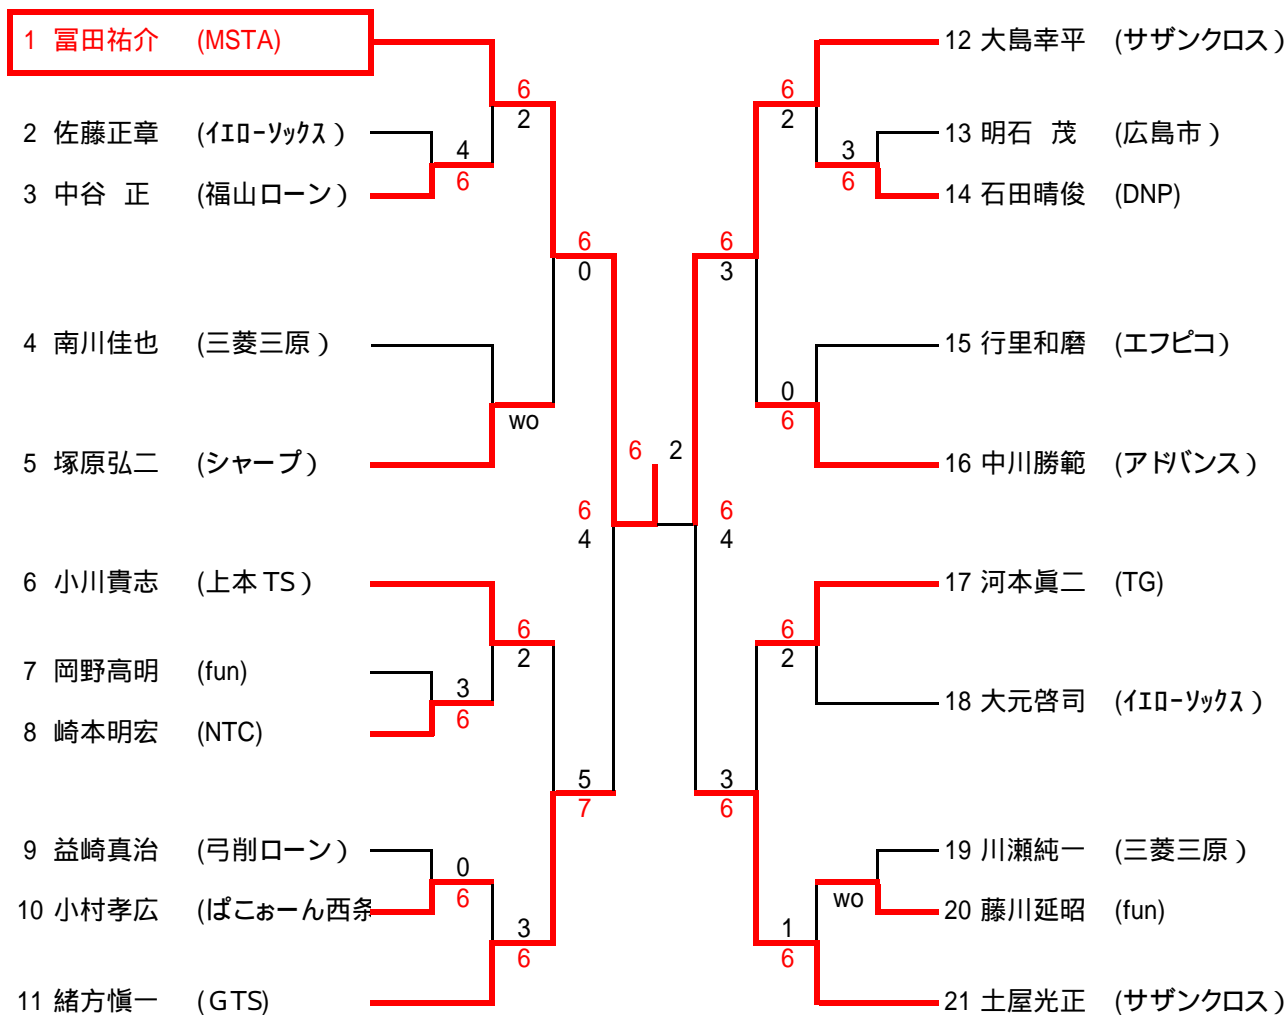 1 冨田祐介 (MSTA)
2 佐藤正章 (イエローソックス)
3 中谷 正 (福山ローン)
4 南川佳也 (三菱三原)
5 塚原弘二 (シャープ)
6 小川貴志 (上本TS)
7 岡野高明 (fun)
8 崎本明宏 (NTC)
9 益崎真治 (弓削ローン)
10 小村孝広 (ぱこぉーん西条
11 緒方慎一 (GTS)
6
2
4
6
6
0
wo
6
4
6
2
3
6
5
7
0
6
3
6
6 2
12 大島幸平 (サザンクロス)
13 明石 茂 (広島市)
14 石田晴俊 (DNP)
15 行里和磨 (エフピコ)
16 中川勝範 (アドバンス)
17 河本眞二 (TG)
18 大元啓司 (イエローソックス)
19 川瀬純一 (三菱三原)
20 藤川延昭 (fun)
21 土屋光正 (サザンクロス)
6
2
3
6
6
3
0
6
6
4
6
2
3
6
wo
1
6